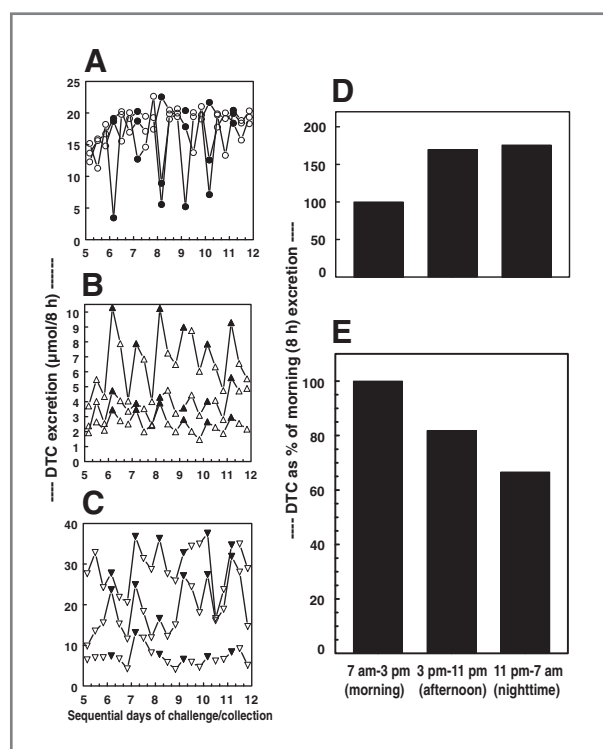 A
25
20
15
10
5
0
5 6 7 8 9 10 11 12
B
10
9
8
7
6
5
4
3
2
1
0
5 6 7 8 9 10 11 12
C
40
30
20
10
0
5 6 7 8 9 10 11 12
Sequential days of challenge/collection
---- DTC excretion (µmol/8 h) ----
D
200
150
100
50
0
E
100
80
60
40
20
0
7 am-3 pm 3 pm-11 pm 11 pm-7 am
(morning) (afternoon) (nighttime)
---- DTC as % of morning (8 h) excretion ----